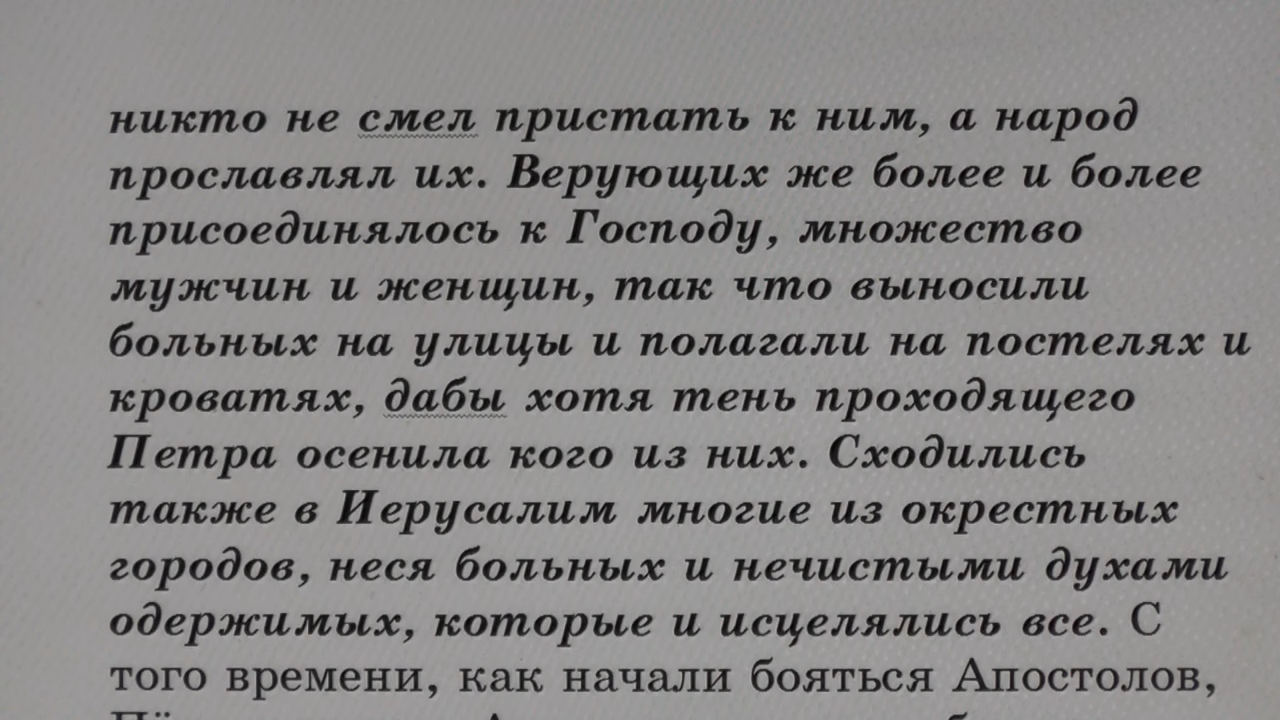 никто не смел пристать к ним, а народ
прославлял их. Верующих же более и более
присоединялось к Господу, множество
мужчин и женщин, так что выносили
больных на улицы и полагали на постелях и
кроватях, дабы хотя тень проходящего
Петра осенила кого из них. Сходились
также в Иерусалим многие из окрестных
городов, неся больных и нечистыми духами
одержимых, которые и исцелялись все. С
того времени, как начали бояться Апостолов,